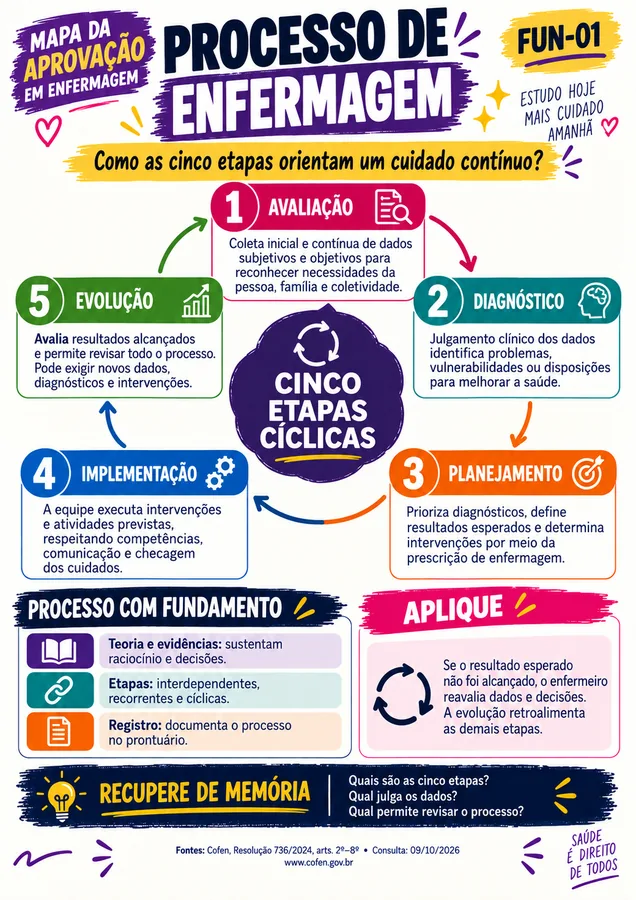 MAPA DA
APROVAÇÃO
EM ENFERMAGEM
PROCESSO DE
ENFERMAGEM
FUN-01
ESTUDO HOJE
MAIS CUIDADO
AMANHÃ
Como as cinco etapas orientam um cuidado contínuo?
1 AVALIAÇÃO
Coleta inicial e contínua de dados
subjetivos e objetivos para
reconhecer necessidades da
pessoa, família e coletividade.
2 DIAGNÓSTICO
Julgamento clínico dos dados
identifica problemas,
vulnerabilidades ou disposições
para melhorar a saúde.
3 PLANEJAMENTO
Prioriza diagnósticos, define
resultados esperados e determina
intervenções por meio da
prescrição de enfermagem.
4 IMPLEMENTAÇÃO
A equipe executa intervenções
e atividades previstas,
respeitando competências,
comunicação e checagem
dos cuidados.
5 EVOLUÇÃO
Avalia resultados alcançados
e permite revisar todo o processo.
Pode exigir novos dados,
diagnósticos e intervenções.
CINCO
ETAPAS
CÍCLICAS
PROCESSO COM FUNDAMENTO
Teoria e evidências: sustentam
raciocínio e decisões.
Etapas: interdependentes,
recorrentes e cíclicas.
Registro: documenta o processo
no prontuário.
APLIQUE
Se o resultado esperado
não foi alcançado, o enfermeiro
reavalia dados e decisões.
A evolução retroalimenta
as demais etapas.
RECUPERE DE MEMÓRIA
Quais são as cinco etapas?
Qual julga os dados?
Qual permite revisar o processo?
Fontes: Cofen, Resolução 736/2024, arts. 2º–8º • Consulta: 09/10/2026
www.cofen.gov.br
SAÚDE
É DIREITO
DE TODOS